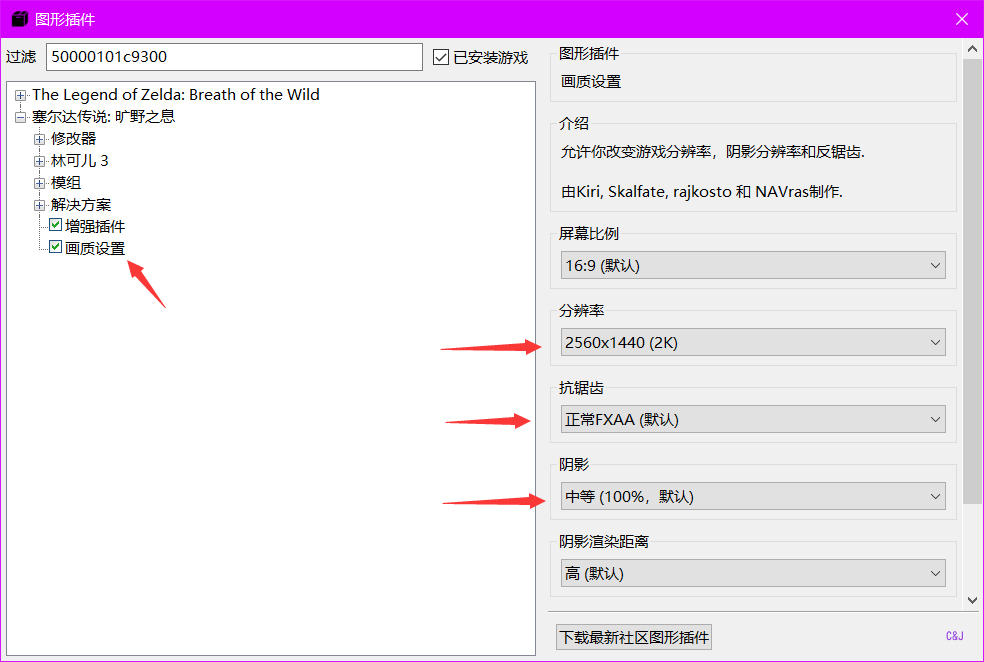 图形插件
过滤 50000101c9300 已安装游戏
The Legend of Zelda: Breath of the Wild
塞尔达传说: 旷野之息
修改器
林可儿 3
模组
解决方案
增强插件
画质设置
图形插件
画质设置
介绍
允许你改变游戏分辨率，阴影分辨率和反锯齿.
由Kiri, Skalfate, rajkosto 和 NAVras制作.
屏幕比例
16:9 (默认)
分辨率
2560x1440 (2K)
抗锯齿
正常FXAA (默认)
阴影
中等 (100%，默认)
阴影渲染距离
高 (默认)
下载最新社区图形插件
C&J